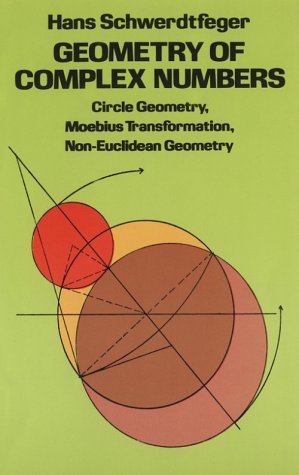 Hans Schwerdtfeger
GEOMETRY OF
COMPLEX NUMBERS
Circle Geometry,
Moebius Transformation,
Non-Euclidean Geometry